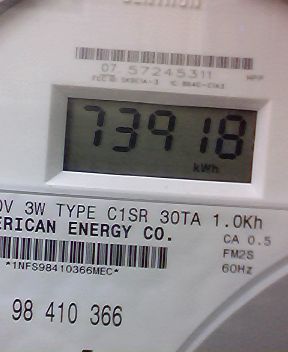 07 57245311
73918
kWh
0V 3W TYPE C1SR 30TA 1.0Kh
ERICAN ENERGY CO.
CA 0.5
FM2S
*1NFS98410366MEC*
60Hz
98 410 366